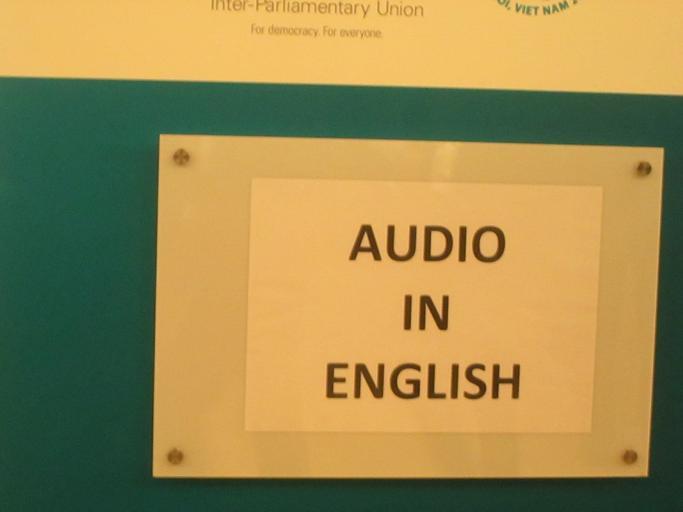 Inter-Parliamentary Union
For democracy. For everyone.
VIET NAM
AUDIO
IN
ENGLISH